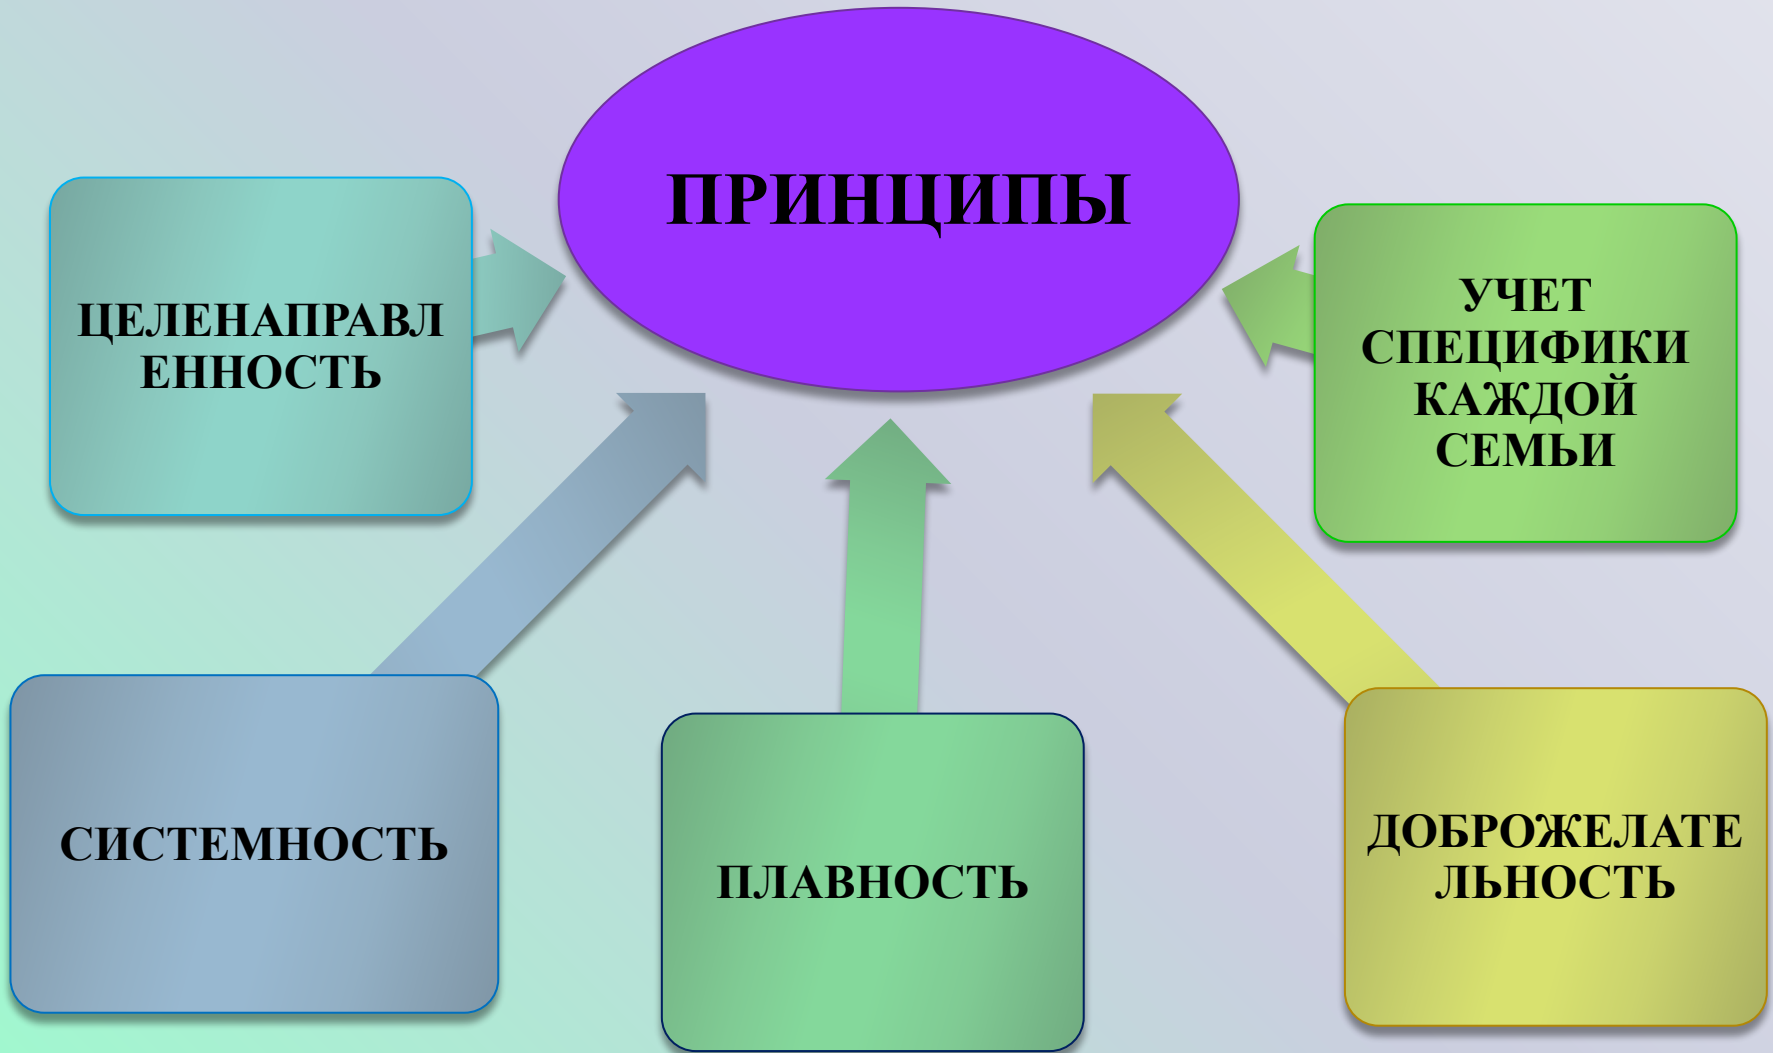 ПРИНЦИПЫ
ЦЕЛЕНАПРАВЛ
ЕННОСТЬ
УЧЕТ
СПЕЦИФИКИ
КАЖДОЙ
СЕМЬИ
СИСТЕМНОСТЬ
ПЛАВНОСТЬ
ДОБРОЖЕЛАТЕ
ЛЬНОСТЬ